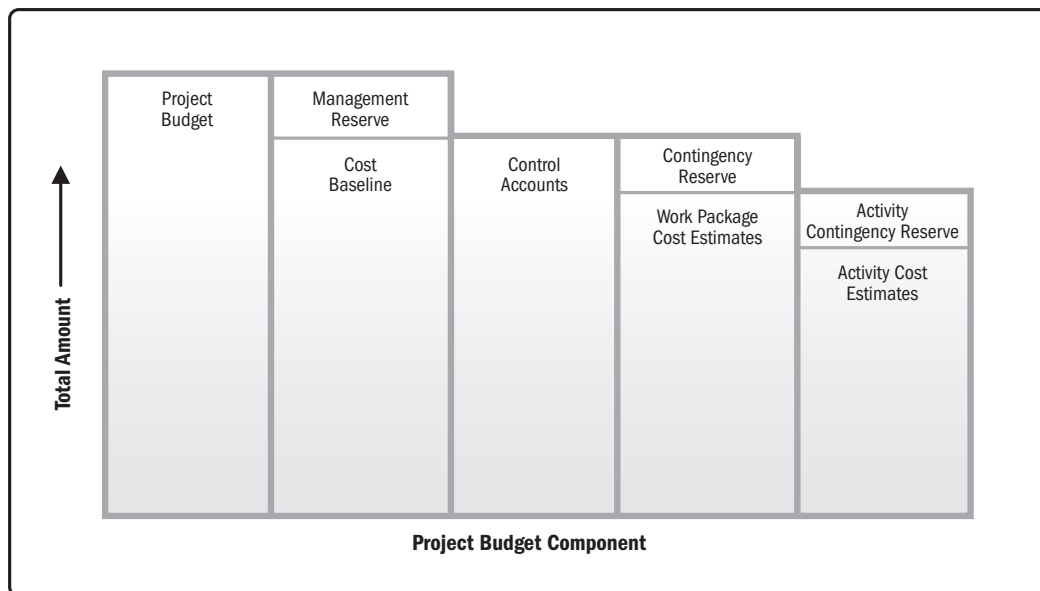 Project
Budget
Management
Reserve
Cost
Baseline
Control
Accounts
Contingency
Reserve
Work Package
Cost Estimates
Activity
Contingency Reserve
Activity Cost
Estimates
Total Amount
Project Budget Component